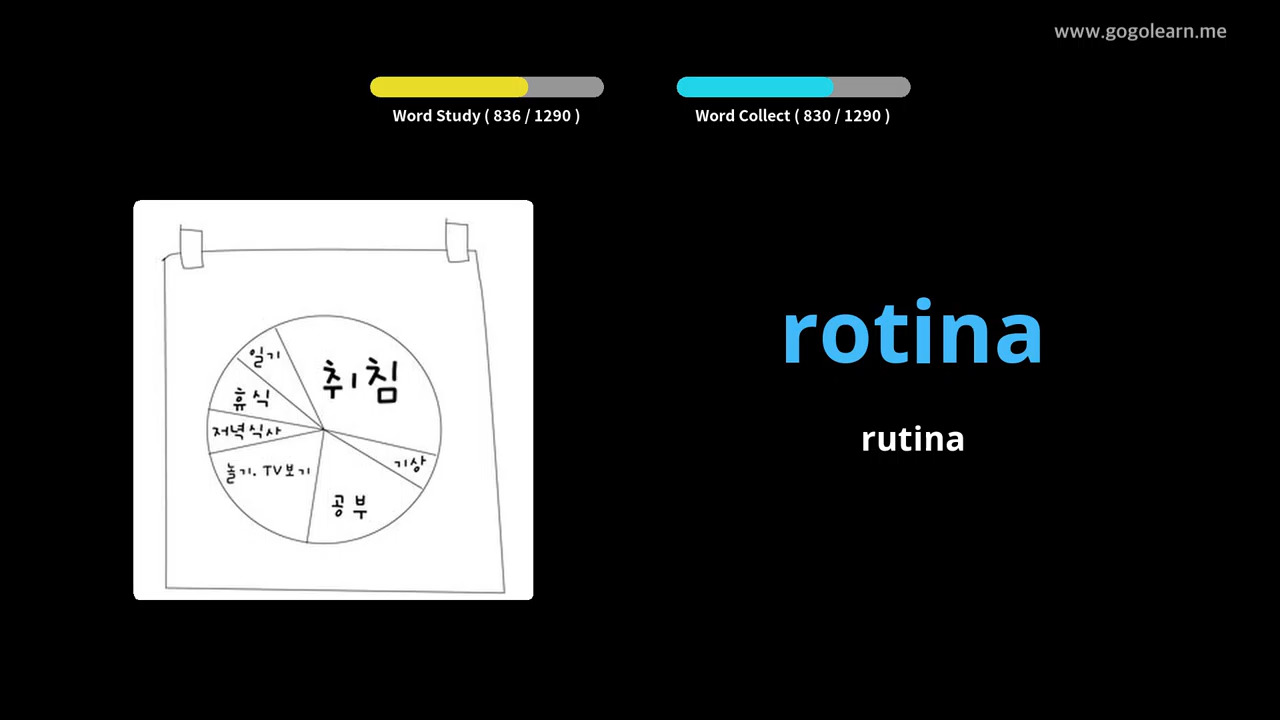 www.gogolearn.me
Word Study ( 836 / 1290 )
Word Collect ( 830 / 1290 )
일기
취침
휴식
저녁식사
기상
놀기. TV보기
공부
rotina
rutina